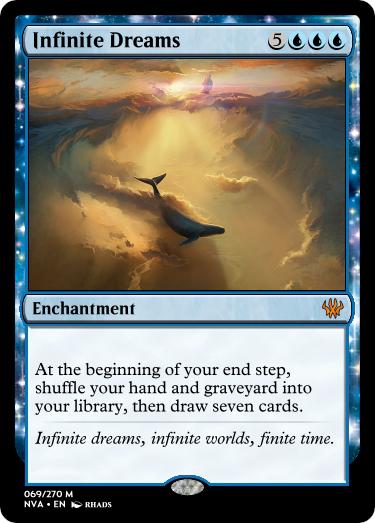 Infinite Dreams 5
Enchantment
At the beginning of your end step,
shuffle your hand and graveyard into
your library, then draw seven cards.
Infinite dreams, infinite worlds, finite time.
069/270 M
NVA • EN RHADS